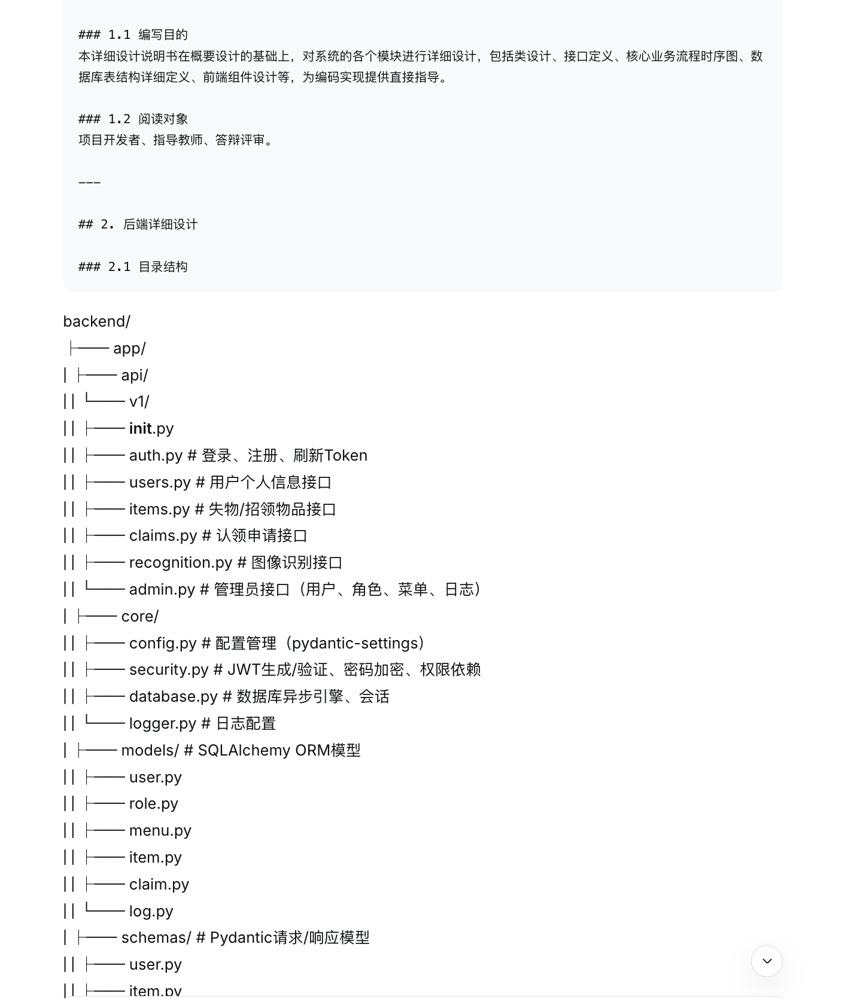 ### 1.1 编写目的
本详细设计说明书在概要设计的基础上，对系统的各个模块进行详细设计，包括类设计、接口定义、核心业务流程时序图、数
据库表结构详细定义、前端组件设计等，为编码实现提供直接指导。
### 1.2 阅读对象
项目开发者、指导教师、答辩评审。
---
## 2. 后端详细设计
### 2.1 目录结构
backend/
├── app/
│ ├── api/
│ │ └── v1/
│ │ ├── init.py
│ │ ├── auth.py # 登录、注册、刷新Token
│ │ ├── users.py # 用户个人信息接口
│ │ ├── items.py # 失物/招领物品接口
│ │ ├── claims.py # 认领申请接口
│ │ ├── recognition.py # 图像识别接口
│ │ └── admin.py # 管理员接口（用户、角色、菜单、日志）
│ ├── core/
│ │ ├── config.py # 配置管理（pydantic-settings）
│ │ ├── security.py # JWT生成/验证、密码加密、权限依赖
│ │ ├── database.py # 数据库异步引擎、会话
│ │ └── logger.py # 日志配置
│ ├── models/ # SQLAlchemy ORM模型
│ │ ├── user.py
│ │ ├── role.py
│ │ ├── menu.py
│ │ ├── item.py
│ │ ├── claim.py
│ │ └── log.py
│ ├── schemas/ # Pydantic请求/响应模型
│ │ ├── user.py
│ │ ├── item.py